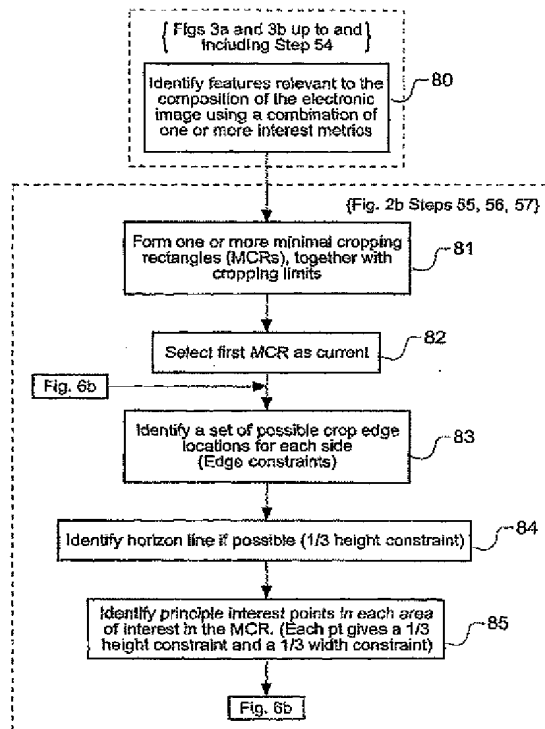 { Figs 3a and 3b up to and }
including Step 54
Identify features relevant to the
composition of the electronic
image using a combination of
one or more interest metrics
80
{Fig. 2b Steps 55, 56, 57}
Form one or more minimal cropping
rectangles (MCRs), together with
cropping limits
81
Select first MCR as current
82
Fig. 6b
Identify a set of possible crop edge
locations for each side
(Edge constraints)
83
Identify horizon line if possible (1/3 height constraint)
84
Identify principle interest points in each area
of interest in the MCR. (Each pt gives a 1/3
height constraint and a 1/3 width constraint)
85
Fig. 6b